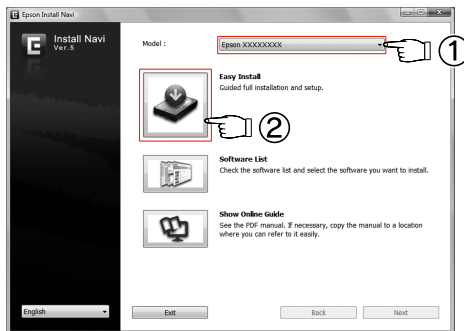 Epson Install Navi
Install Navi
Ver. 5
Model :
Epson XXXXXXXX
1
Easy Install
Guided full installation and setup.
2
Software List
Check the software list and select the software you want to install.
Show Online Guide
See the PDF manual. If necessary, copy the manual to a location
where you can refer to it easily.
English
Exit
Back
Next